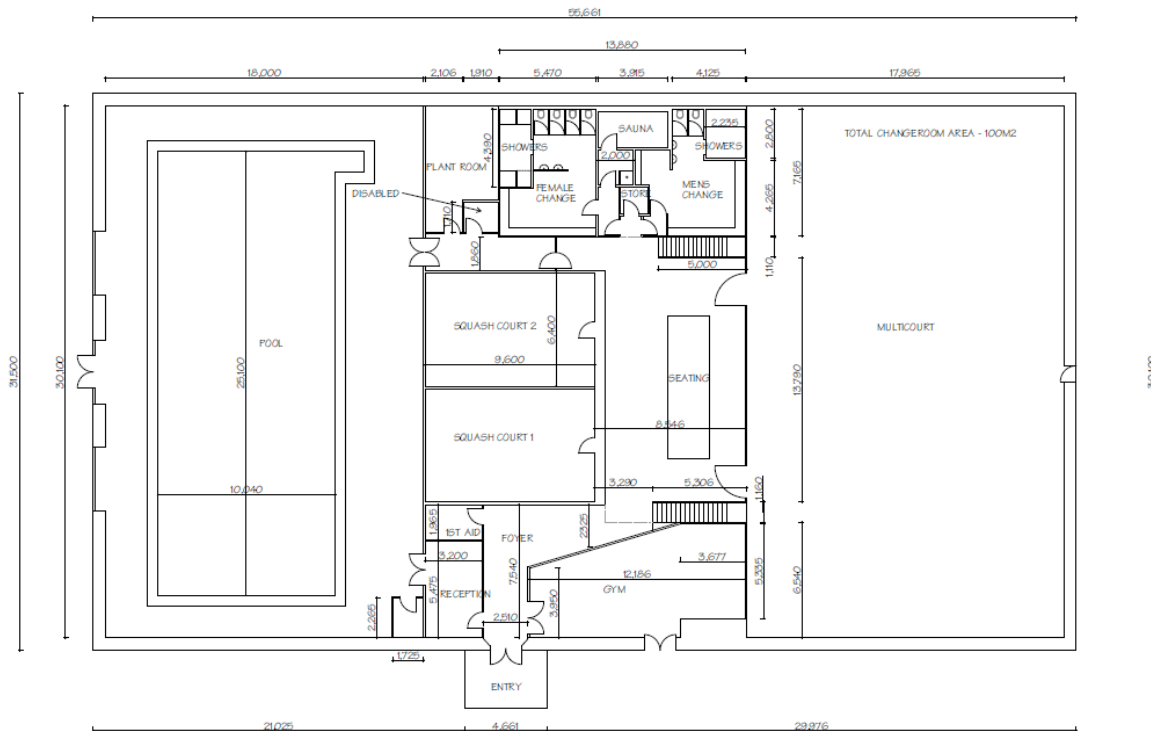 55,661
13,880
18,000
2,106
1,910
5,470
3,915
4,125
17,965
TOTAL CHANGEROOM AREA - 100M2
SAUNA
2,235
SHOWERS
SHOWERS
4,390
2,800
7,165
PLANT ROOM
2,000
DISABLED
FEMALE
CHANGE
STORE
MENS
CHANGE
4,265
1,860
5,000
1,110
SQUASH COURT 2
6,400
9,600
MULTICOURT
POOL
25,100
31,500
30,100
SEATING
13,790
SQUASH COURT 1
8,546
10,040
3,290
5,306
1,160
1,965
1ST AID
FOYER
2325
3,200
7,540
3,677
12,186
5,335
6,540
GYM
5,475
RECEPTION
3,950
2,510
2,265
1,725
ENTRY
21,025
4,661
29,976